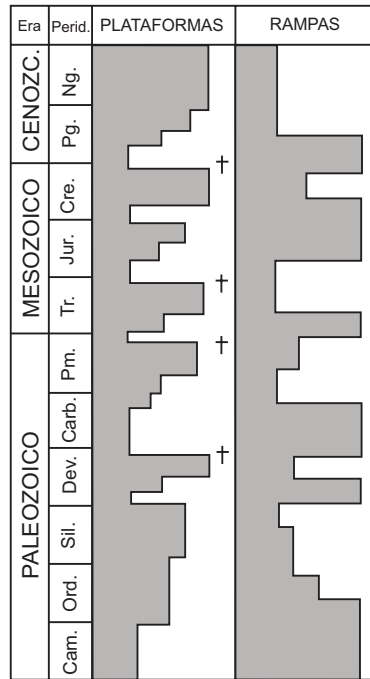 Era Perid. PLATAFORMAS RAMPAS
CENOZC.
Ng.
Pg.
MESOZOICO
Cre.
Jur.
Tr.
PALEOZOICO
Pm.
Carb.
Dev.
Sil.
Ord.
Cam.